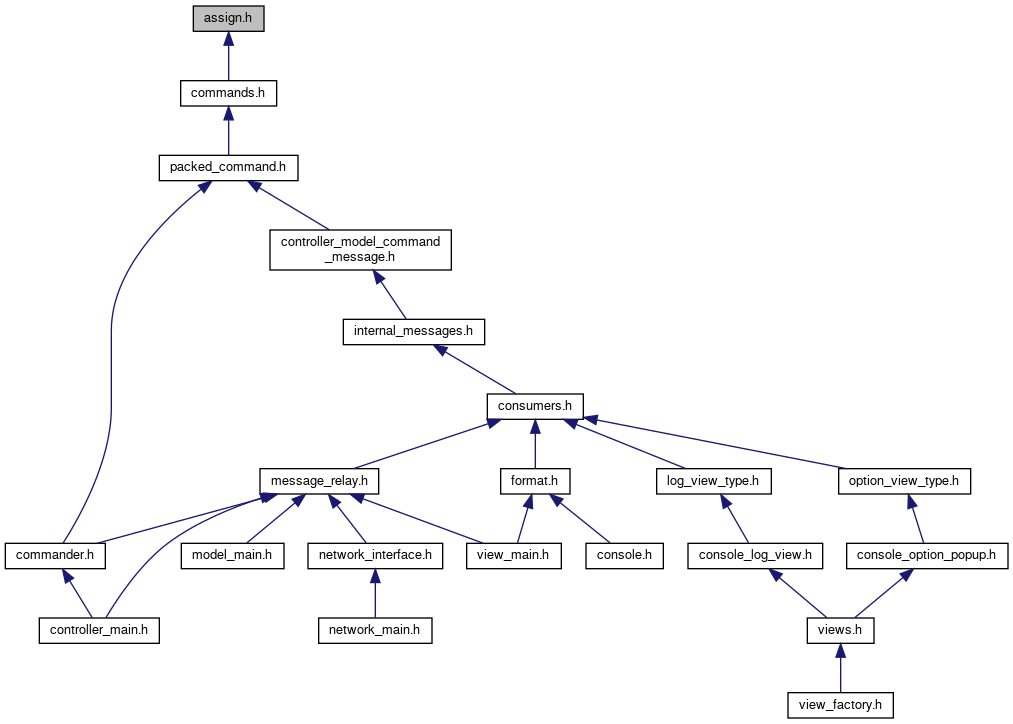 assign.h
commands.h
packed_command.h
controller_model_command
_message.h
internal_messages.h
consumers.h
message_relay.h
format.h
log_view_type.h
option_view_type.h
commander.h
model_main.h
network_interface.h
view_main.h
console.h
console_log_view.h
console_option_popup.h
controller_main.h
network_main.h
views.h
view_factory.h